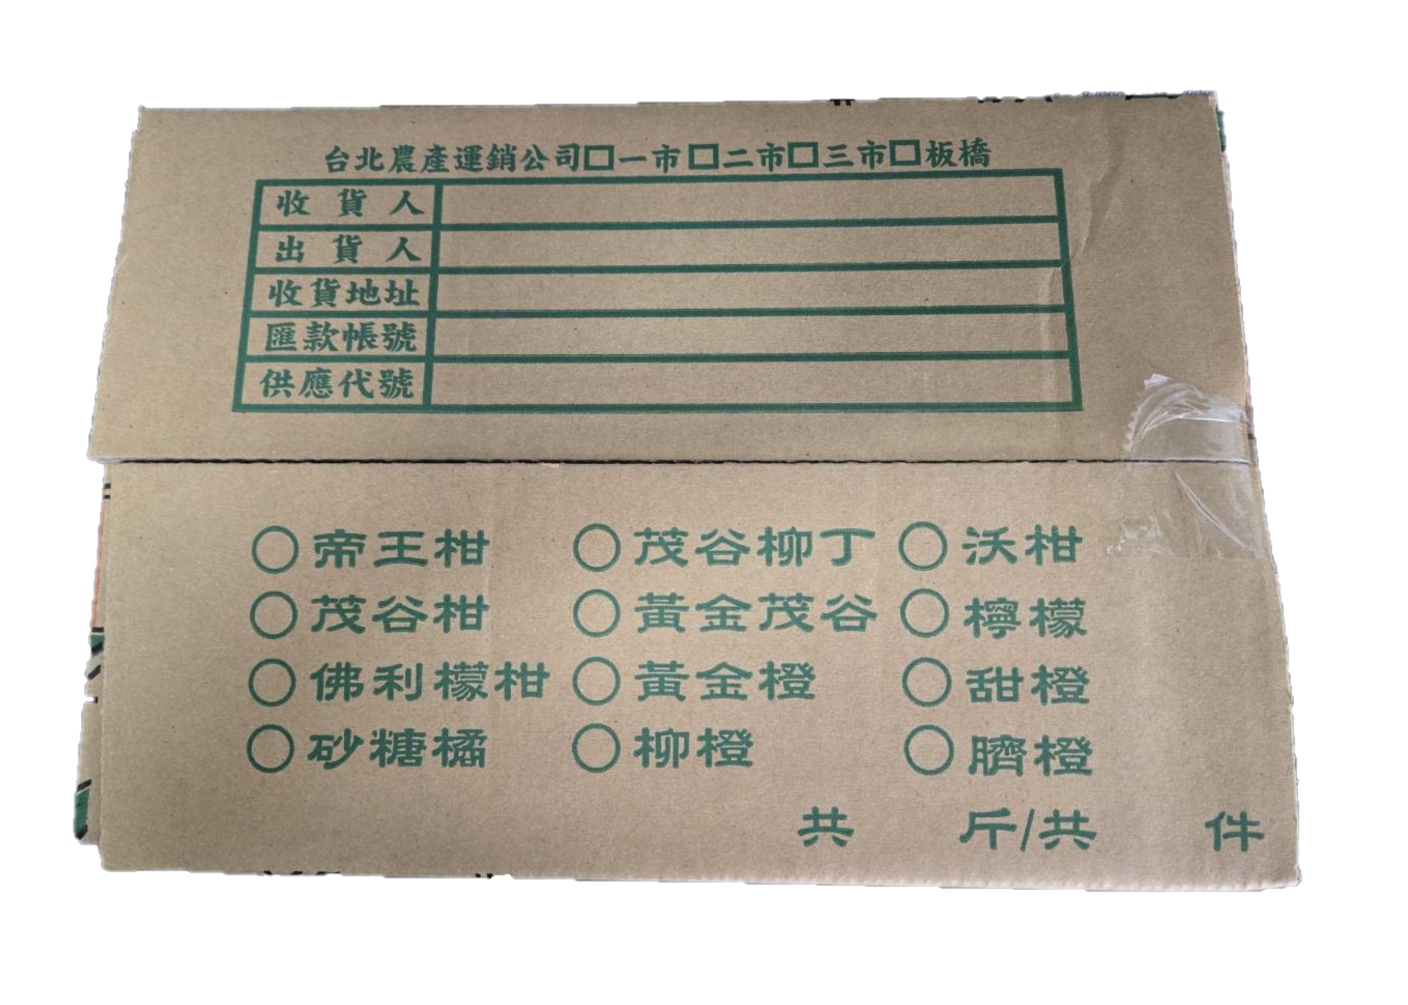 台北農產運銷公司□一市□二市□三市□板橋
收貨人
出貨人
收貨地址
匯款帳號
供應代號
○帝王柑 ○茂谷柳丁 ○沃柑
○茂谷柑 ○黃金茂谷 ○檸檬
○佛利檬柑 ○黃金橙 ○甜橙
○砂糖橘 ○柳橙 ○臍橙
共 斤/共 件